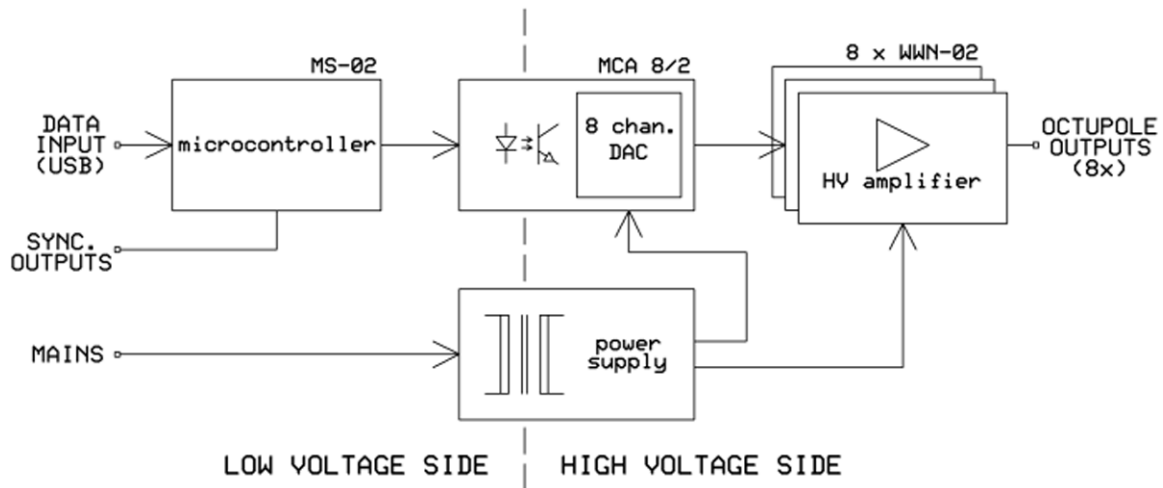 MS-02
MCA 8/2
8 x WWN-02
DATA
INPUT
(USB)
microcontroller
8 chan.
DAC
HV amplifier
OCTUPOLE
OUTPUTS
(8x)
SYNC.
OUTPUTS
MAINS
power
supply
LOW VOLTAGE SIDE
HIGH VOLTAGE SIDE